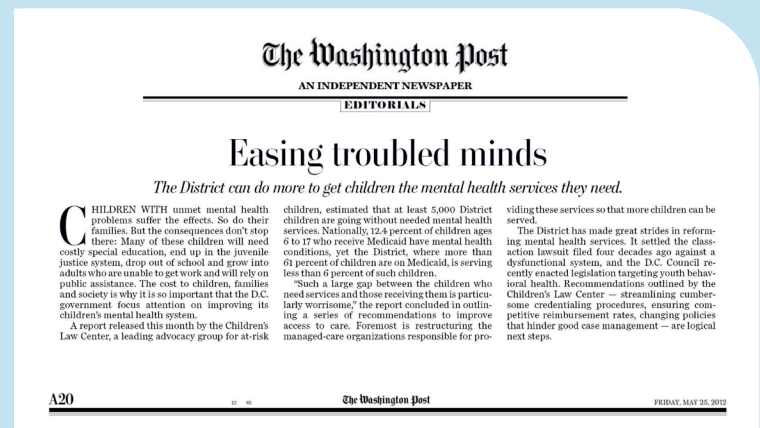 The Washington Post
AN INDEPENDENT NEWSPAPER
EDITORIALS
Easing troubled minds
The District can do more to get children the mental health services they need.
CHILDREN WITH unmet mental health
problems suffer the effects. So do their
families. But the consequences don't stop
there: Many of these children will need
costly special education, end up in the juvenile
justice system, drop out of school and grow into
adults who are unable to get work and will rely on
public assistance. The cost to children, families
and society is why it is so important that the D.C.
government focus attention on improving its
children's mental health system.
A report released this month by the Children's
Law Center, a leading advocacy group for at-risk
children, estimated that at least 5,000 District
children are going without needed mental health
services. Nationally, 12.4 percent of children ages
6 to 17 who receive Medicaid have mental health
conditions, yet the District, where more than
61 percent of children are on Medicaid, is serving
less than 6 percent of such children.
"Such a large gap between the children who
need services and those receiving them is particu-
larly worrisome," the report concluded in outlin-
ing a series of recommendations to improve
access to care. Foremost is restructuring the
managed-care organizations responsible for pro-
viding these services so that more children can be
served.
The District has made great strides in reform-
ing mental health services. It settled the class-
action lawsuit filed four decades ago against a
dysfunctional system, and the D.C. Council re-
cently enacted legislation targeting youth behav-
ioral health. Recommendations outlined by the
Children's Law Center — streamlining cumber-
some credentialing procedures, ensuring com-
petitive reimbursement rates, changing policies
that hinder good case management — are logical
next steps.
A20
The Washington Post
FRIDAY, MAY 25, 2012